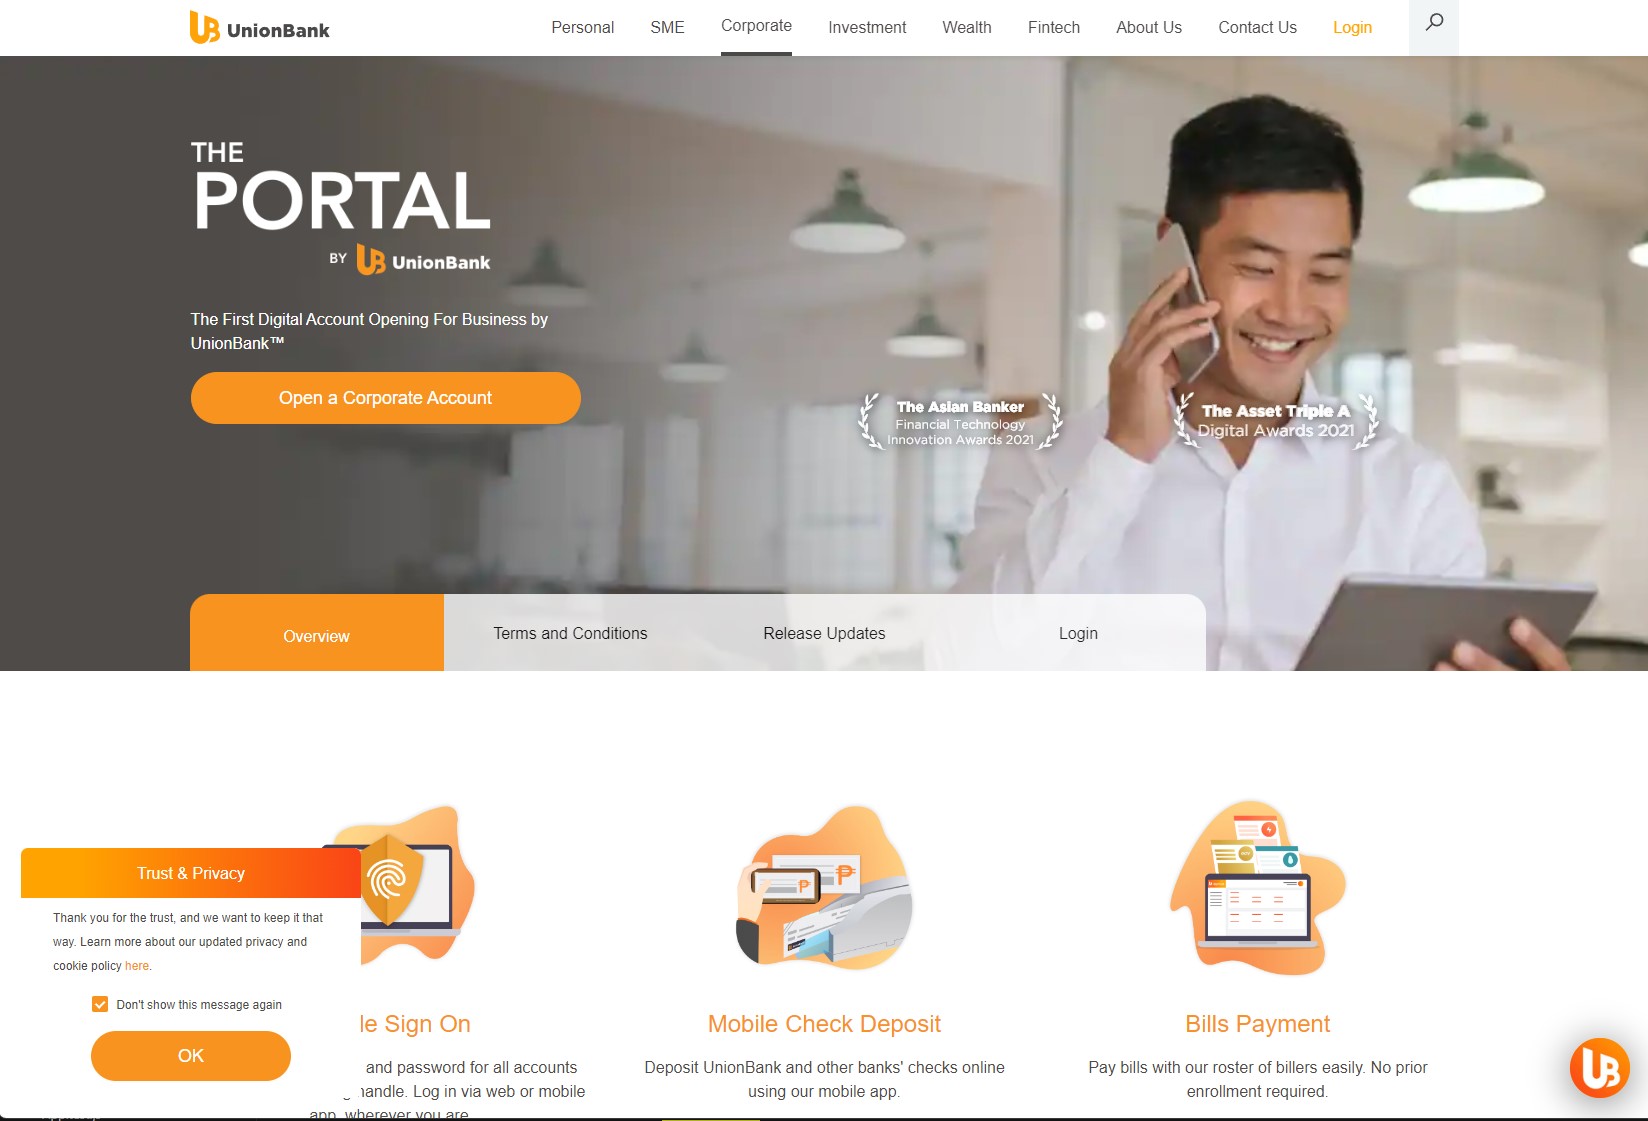 UnionBank
Personal SME Corporate Investment Wealth Fintech About Us Contact Us Login
THE
PORTAL
BY UnionBank
The First Digital Account Opening For Business by
UnionBank™
Open a Corporate Account
The Asian Banker
Financial Technology
Innovation Awards 2021
The Asset Triple A
Digital Awards 2021
Overview Terms and Conditions Release Updates Login
Trust & Privacy
Thank you for the trust, and we want to keep it that
way. Learn more about our updated privacy and
cookie policy here.
Don't show this message again
OK
le Sign On
and password for all accounts
handle. Log in via web or mobile
app, wherever you are
Mobile Check Deposit
Deposit UnionBank and other banks' checks online
using our mobile app.
Bills Payment
Pay bills with our roster of billers easily. No prior
enrollment required.
UB